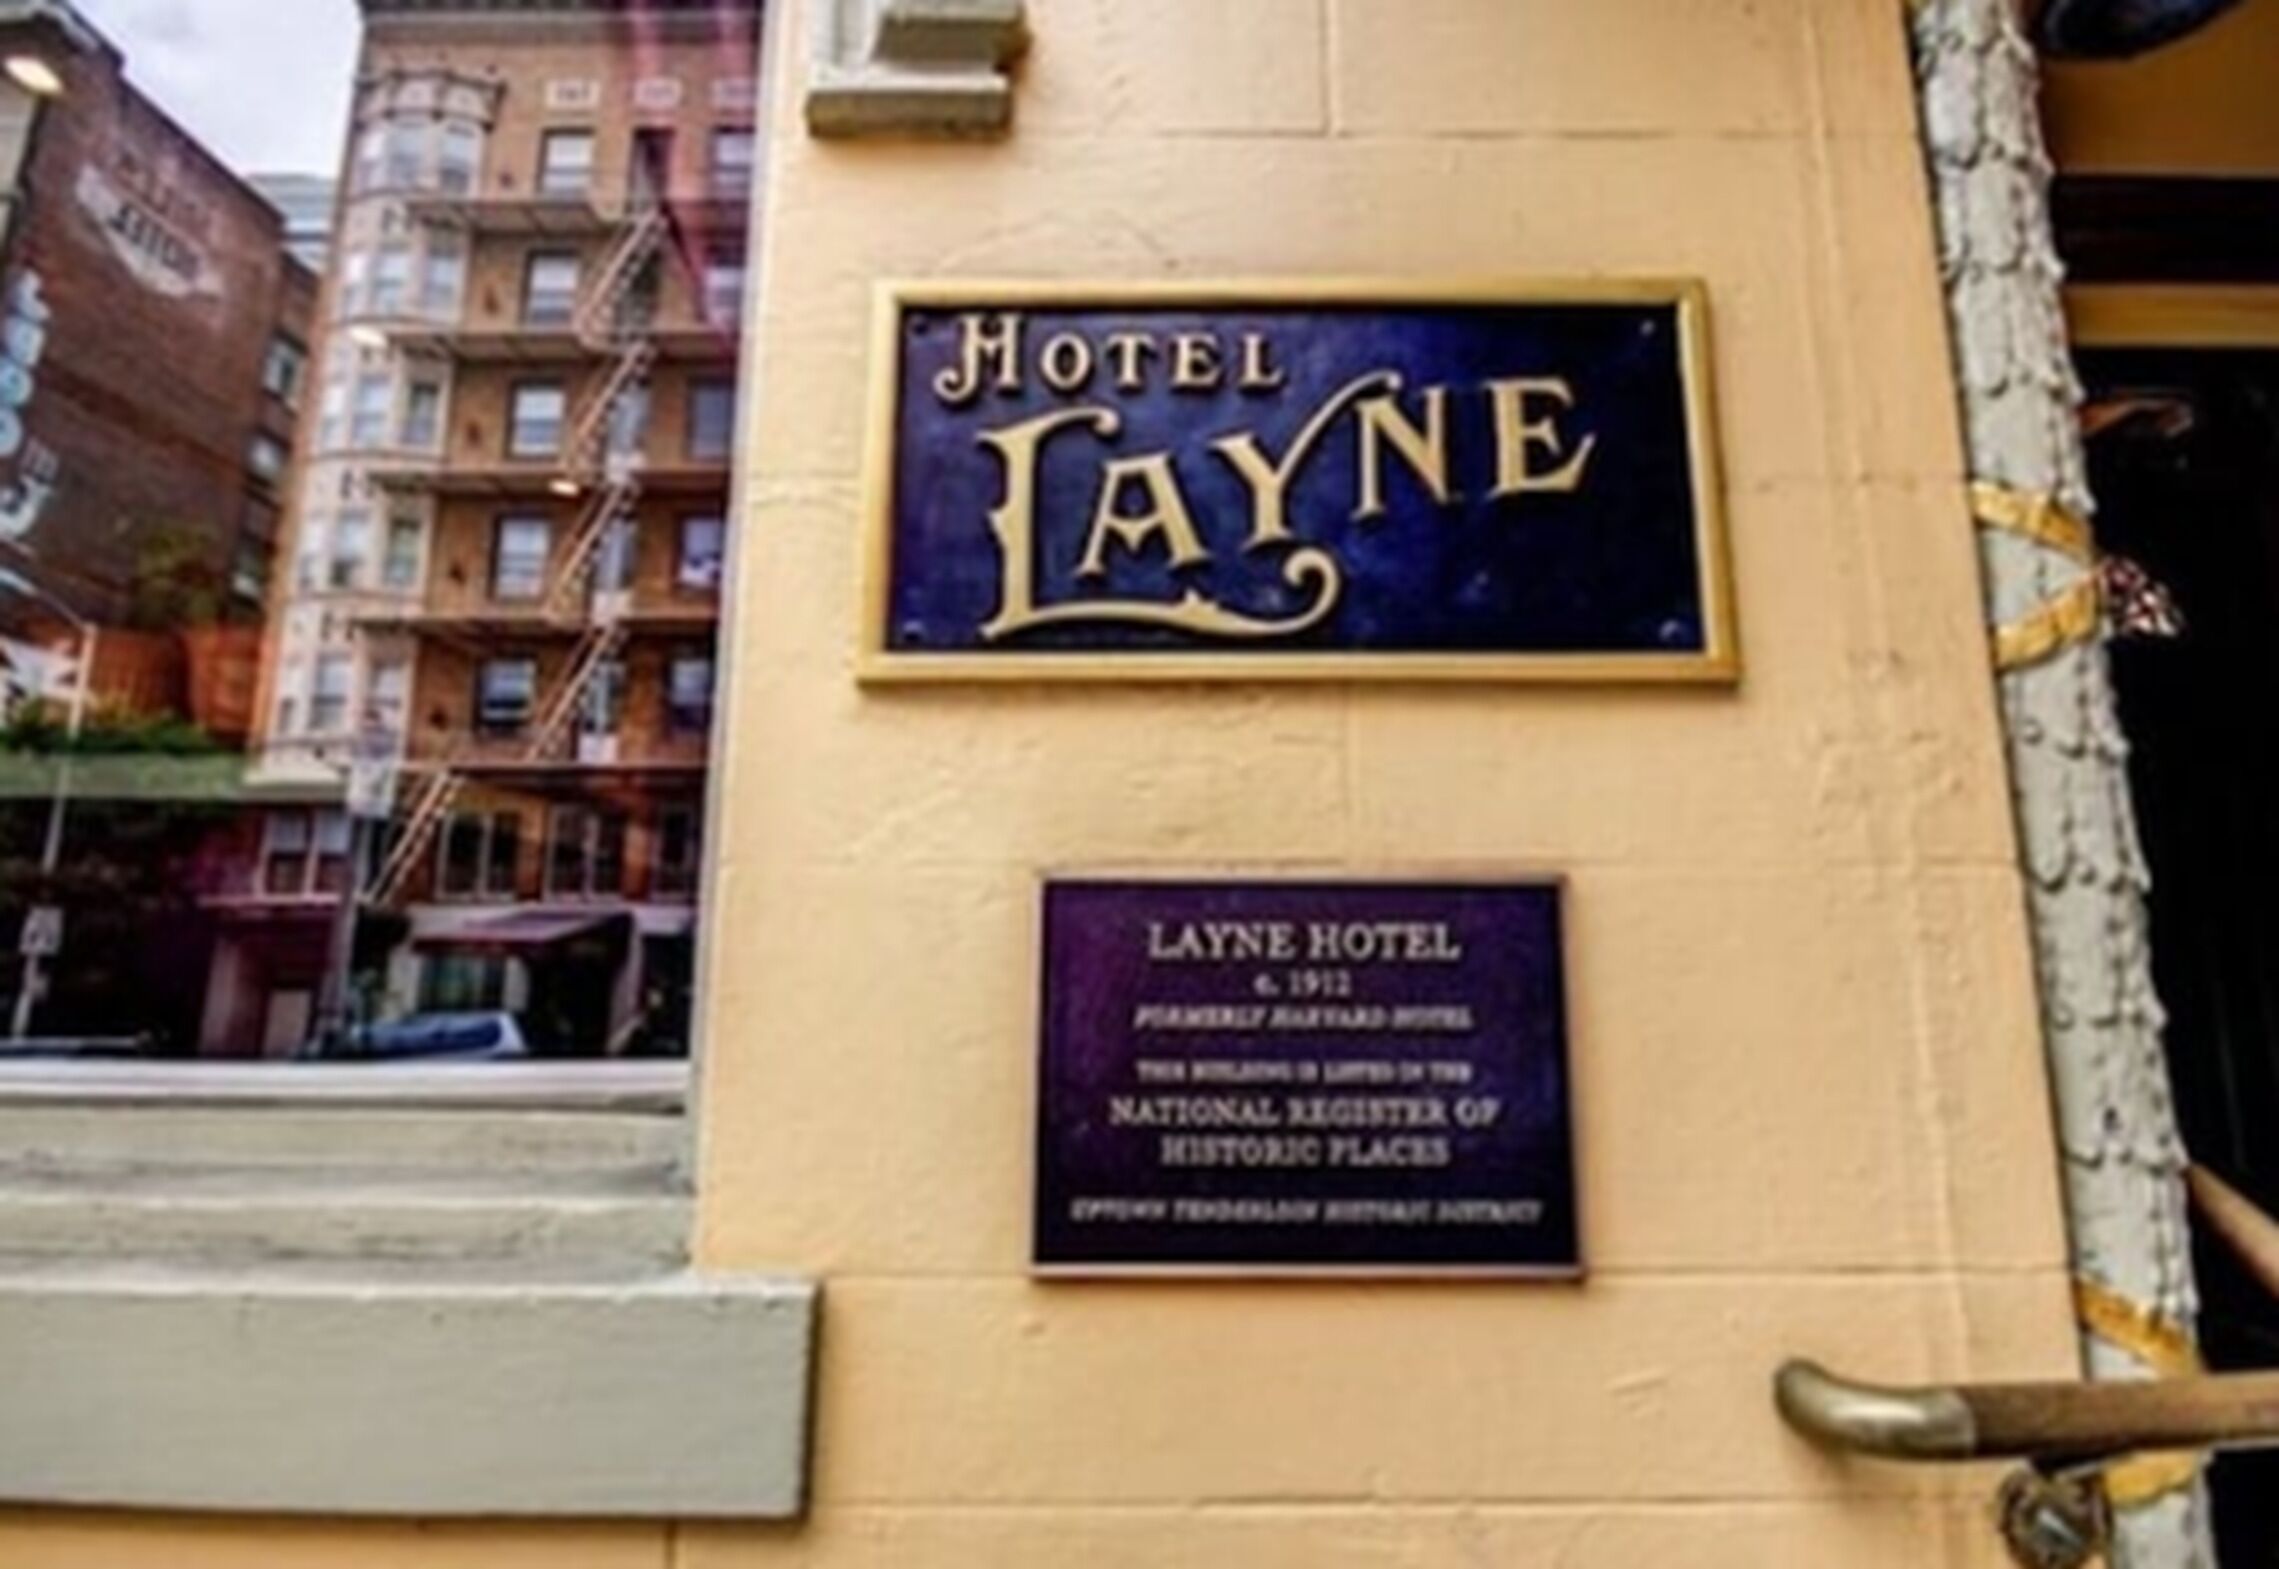 HOTEL
LAYNE
LAYNE HOTEL
c. 1912
FORMERLY HARVARD HOTEL
THIS BUILDING IS LISTED IN THE
NATIONAL REGISTER OF
HISTORIC PLACES
UPTOWN TENDERLOIN HISTORIC DISTRICT